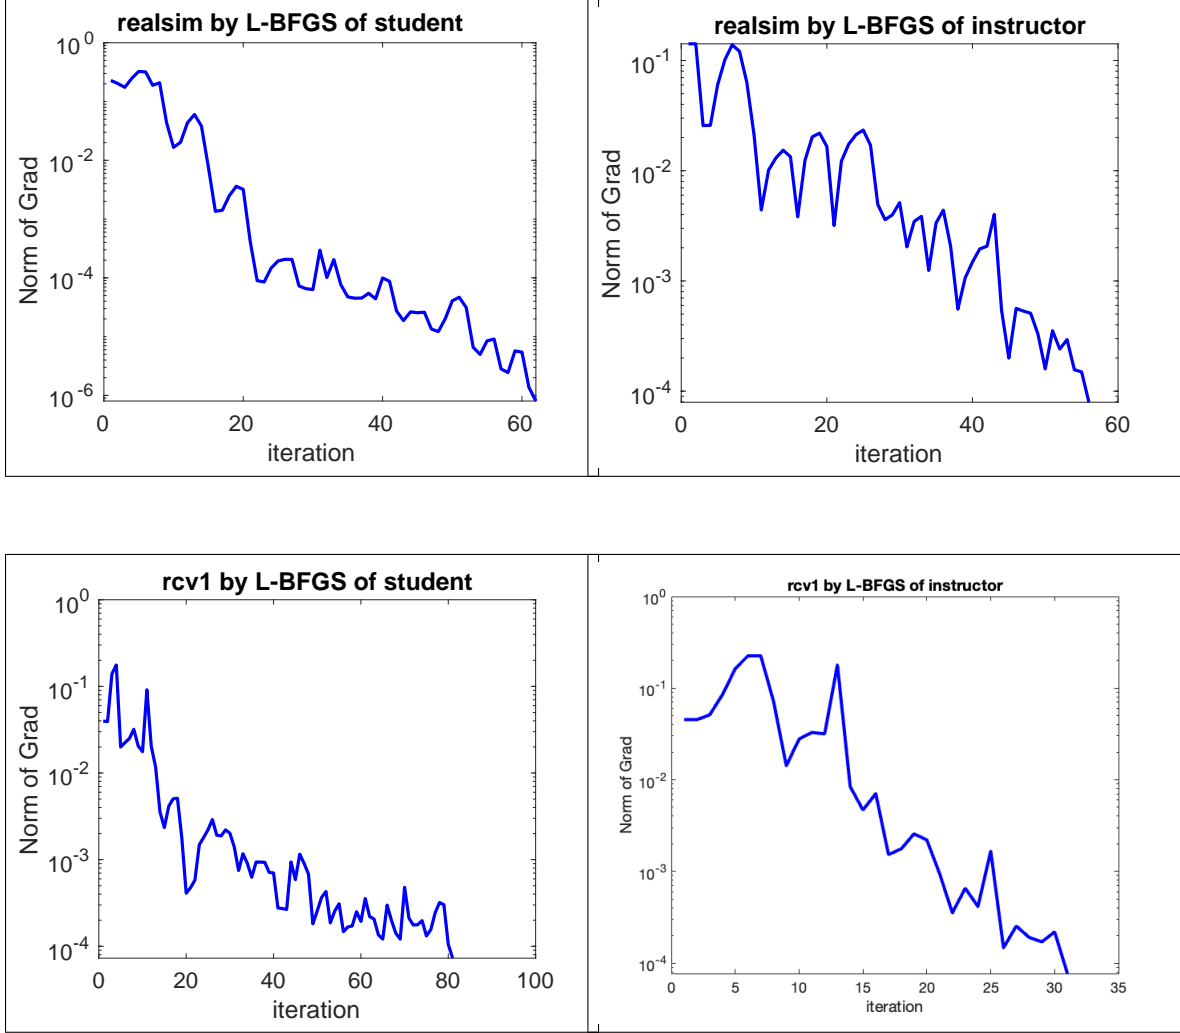 realsim by L-BFGS of student
10^0
10^-2
10^-4
10^-6
Norm of Grad
0 20 40 60
iteration
realsim by L-BFGS of instructor
10^-1
10^-2
10^-3
10^-4
Norm of Grad
0 20 40 60
iteration
rcv1 by L-BFGS of student
10^0
10^-1
10^-2
10^-3
10^-4
Norm of Grad
0 20 40 60 80 100
iteration
rcv1 by L-BFGS of instructor
10^0
10^-1
10^-2
10^-3
10^-4
Norm of Grad
0 5 10 15 20 25 30 35
iteration